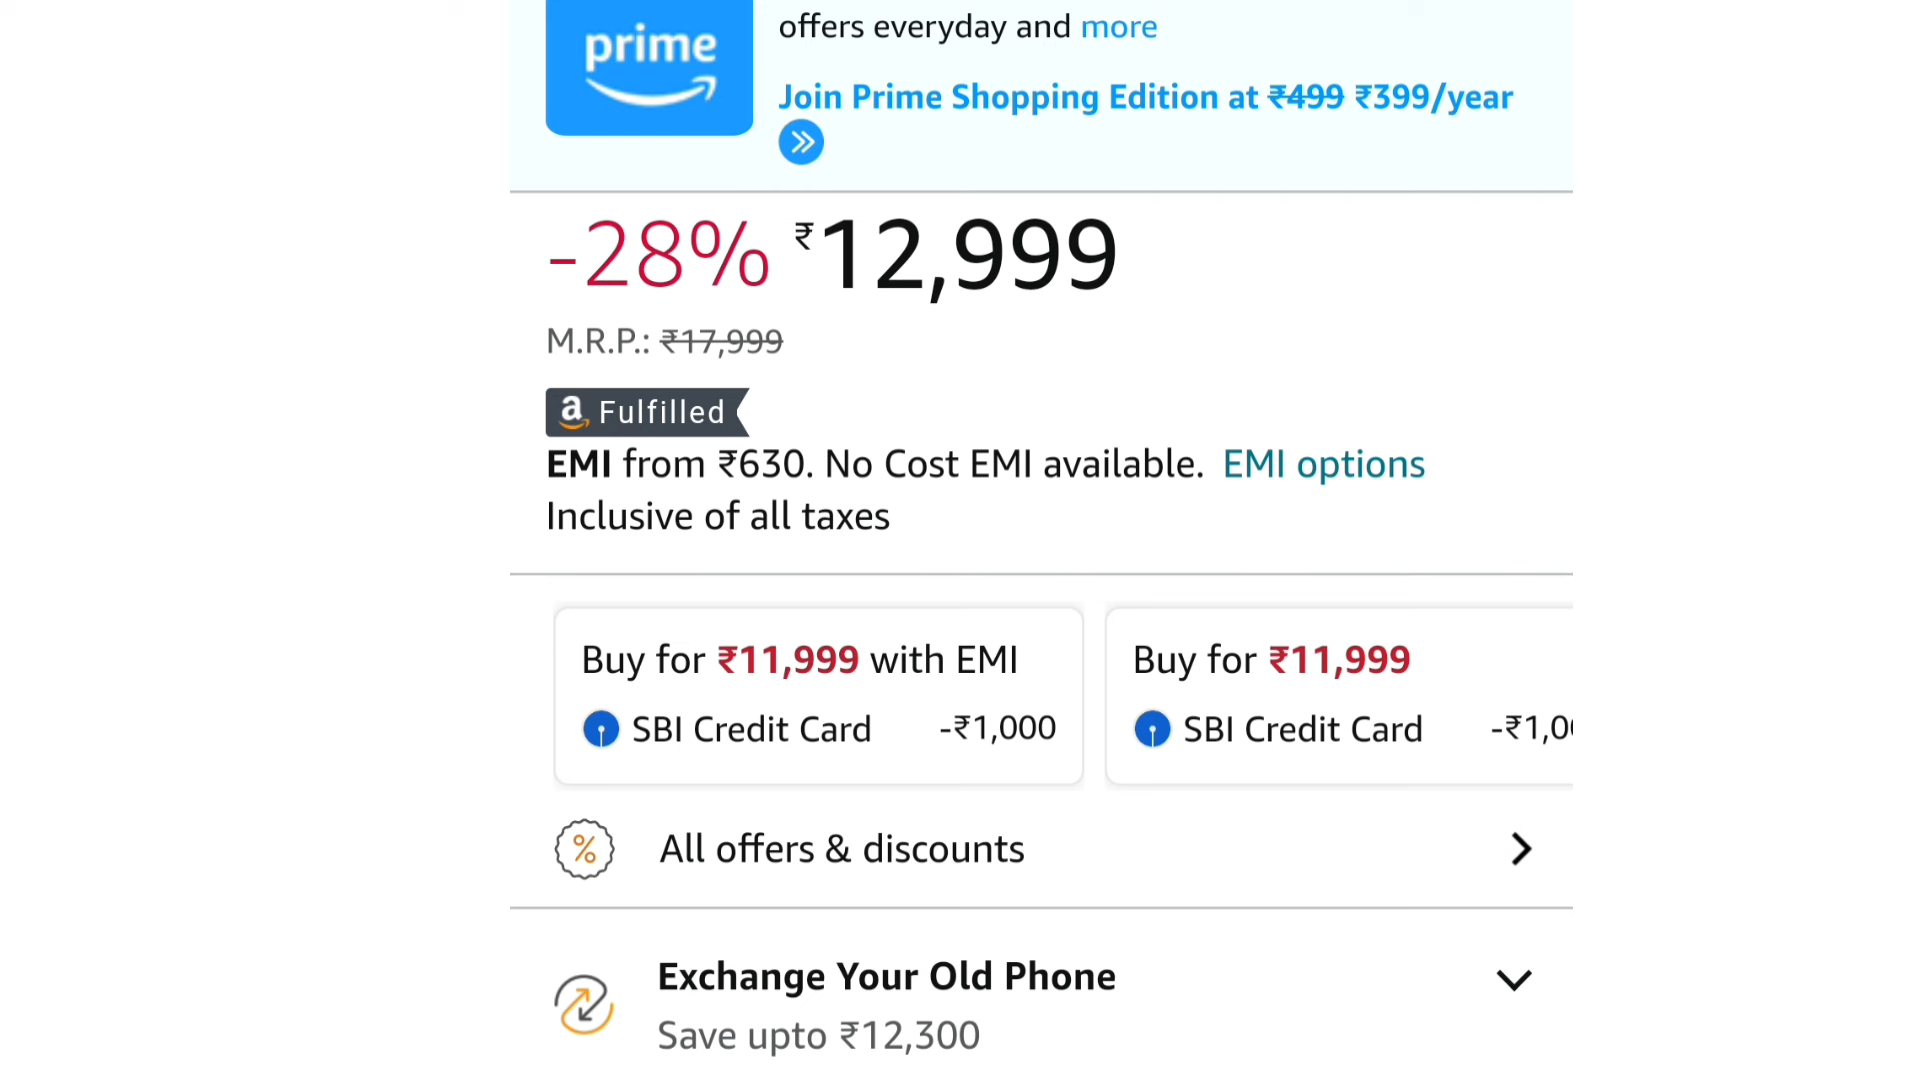 prime
offers everyday and more
Join Prime Shopping Edition at ₹499 ₹399/year
-28% ₹12,999
M.R.P.: ₹17,999
a Fulfilled
EMI from ₹630. No Cost EMI available. EMI options
Inclusive of all taxes
Buy for ₹11,999 with EMI
SBI Credit Card -₹1,000
Buy for ₹11,999
SBI Credit Card
% All offers & discounts
Exchange Your Old Phone
Save upto ₹12,300